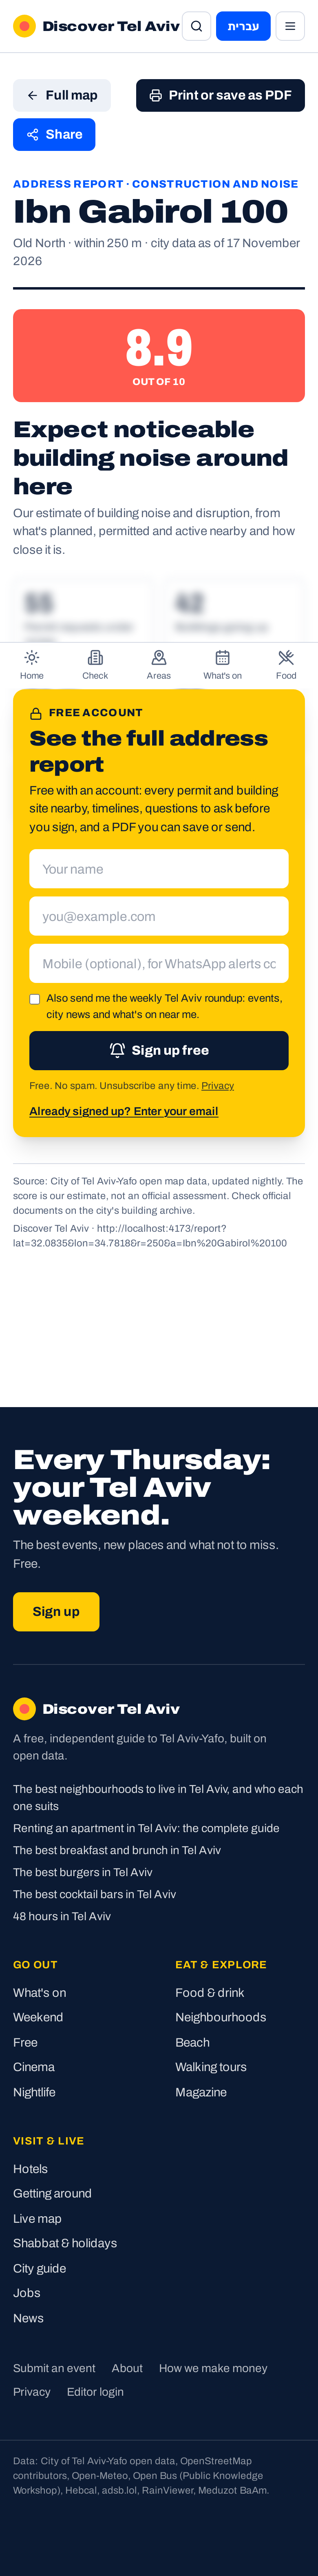 Discover Tel Aviv
עברית
Full map
Print or save as PDF
Share
ADDRESS REPORT · CONSTRUCTION AND NOISE
Ibn Gabirol 100
Old North · within 250 m · city data as of 17 November
2026
8.9
OUT OF 10
Expect noticeable
building noise around
here
Our estimate of building noise and disruption, from
what's planned, permitted and active nearby and how
close it is.
Home
Check
Areas
What's on
Food
FREE ACCOUNT
See the full address
report
Free with an account: every permit and building
site nearby, timelines, questions to ask before
you sign, and a PDF you can save or send.
Your name
you@example.com
Mobile (optional), for WhatsApp alerts cc
Also send me the weekly Tel Aviv roundup: events,
city news and what's on near me.
Sign up free
Free. No spam. Unsubscribe any time. Privacy
Already signed up? Enter your email
Source: City of Tel Aviv-Yafo open map data, updated nightly. The
score is our estimate, not an official assessment. Check official
documents on the city's building archive.
Discover Tel Aviv · http://localhost:4173/report?
lat=32.0835&lon=34.7818&r=250&a=Ibn%20Gabirol%20100
Every Thursday:
your Tel Aviv
weekend.
The best events, new places and what not to miss.
Free.
Sign up
Discover Tel Aviv
A free, independent guide to Tel Aviv-Yafo, built on
open data.
The best neighbourhoods to live in Tel Aviv, and who each
one suits
Renting an apartment in Tel Aviv: the complete guide
The best breakfast and brunch in Tel Aviv
The best burgers in Tel Aviv
The best cocktail bars in Tel Aviv
48 hours in Tel Aviv
GO OUT
What's on
Weekend
Free
Cinema
Nightlife
EAT & EXPLORE
Food & drink
Neighbourhoods
Beach
Walking tours
Magazine
VISIT & LIVE
Hotels
Getting around
Live map
Shabbat & holidays
City guide
Jobs
News
Submit an event
About
How we make money
Privacy
Editor login
Data: City of Tel Aviv-Yafo open data, OpenStreetMap
contributors, Open-Meteo, Open Bus (Public Knowledge
Workshop), Hebcal, adsb.lol, RainViewer, Meduzot BaAm.